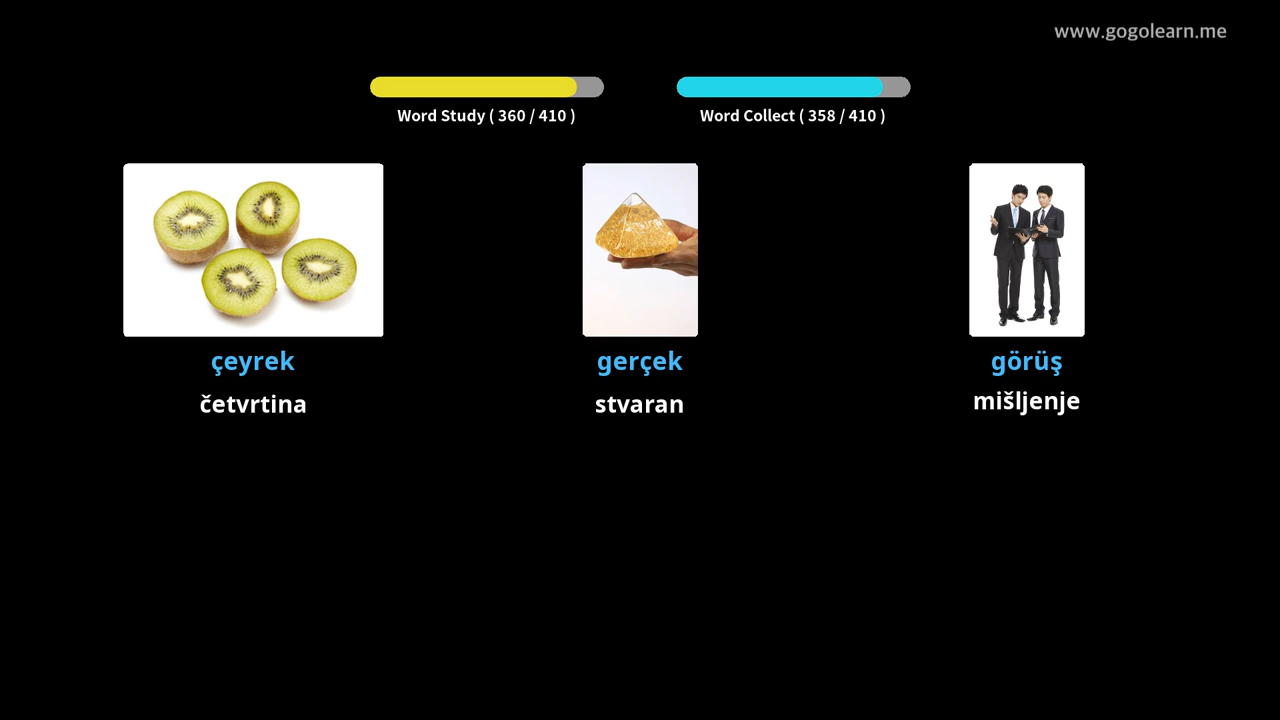 www.gogolearn.me
Word Study ( 360 / 410 )
Word Collect ( 358 / 410 )
çeyrek
gerçek
görüş
četvrtina
stvaran
mišljenje